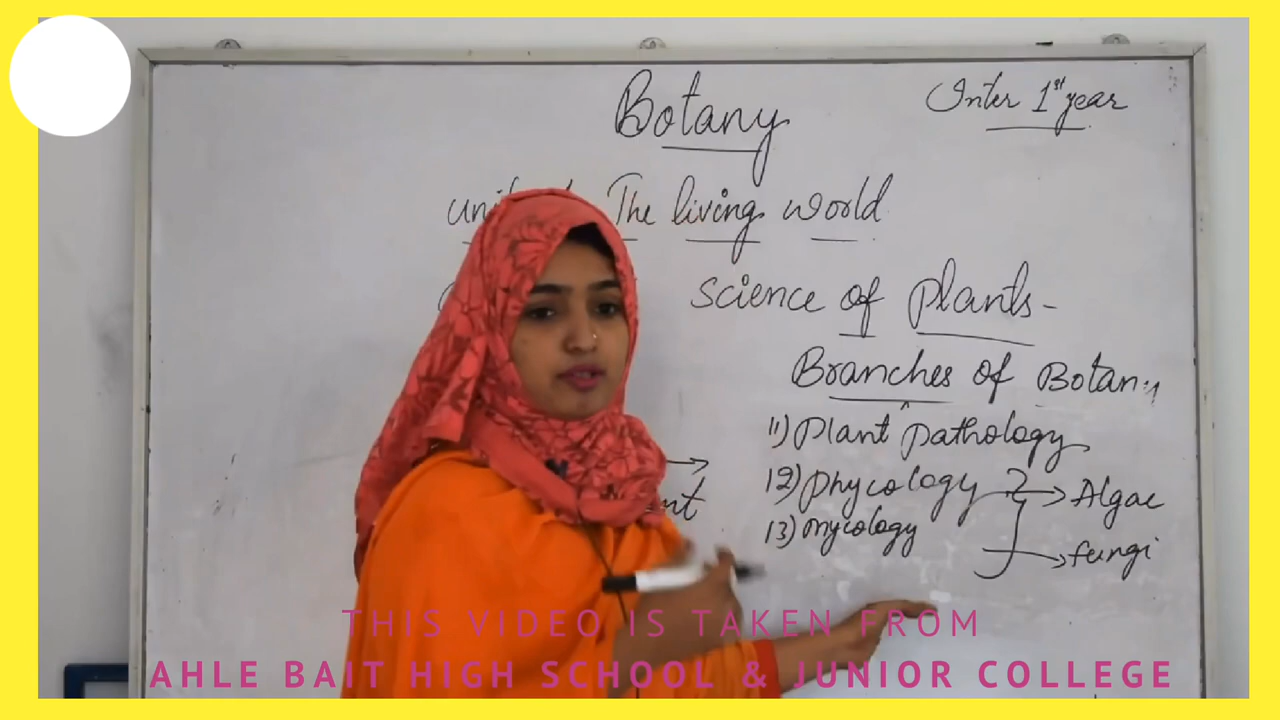 Botany
Inter 1st year
The living world
science of plants-
Branches of Botany
11) Plant pathology
12) Phycology → Algae
13) Mycology
→ fungi
THIS VIDEO IS TAKEN FROM
AHLE BAIT HIGH SCHOOL & JUNIOR COLLEGE